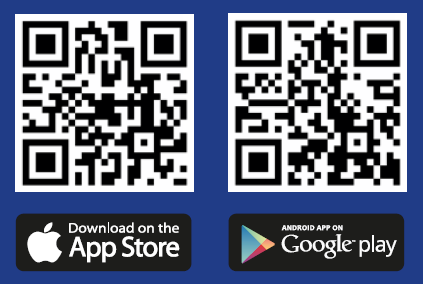 Download on the
App Store
ANDROID APP ON
Google play